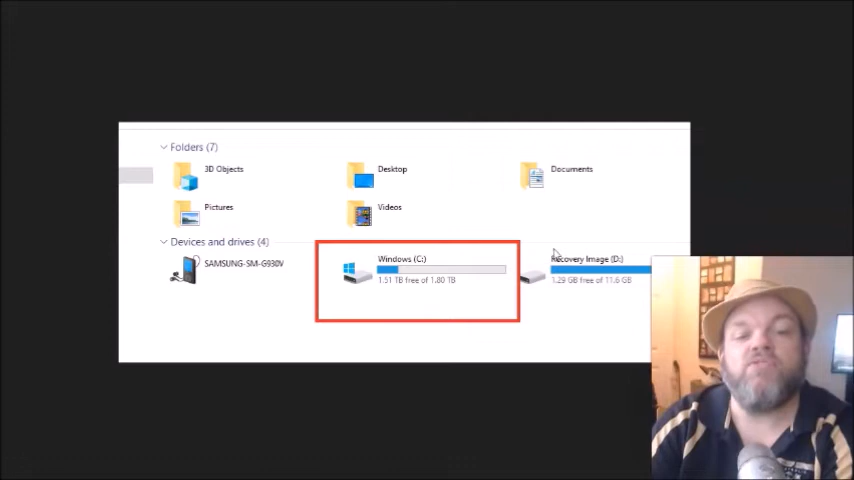 Folders (7)
3D Objects
Desktop
Documents
Pictures
Videos
Devices and drives (4)
SAMSUNG-SM-G930V
Windows (C:)
1.51 TB free of 1.80 TB
Recovery Image (D:)
1.29 GB free of 11.6 GB